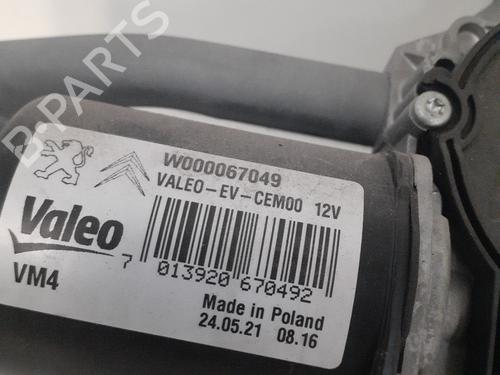 W000067049
VALEO-EV-CEM00 12V
Valeo
VM4
7 013920 670492
Made in Poland
24.05.21 08.16
B-PARTS